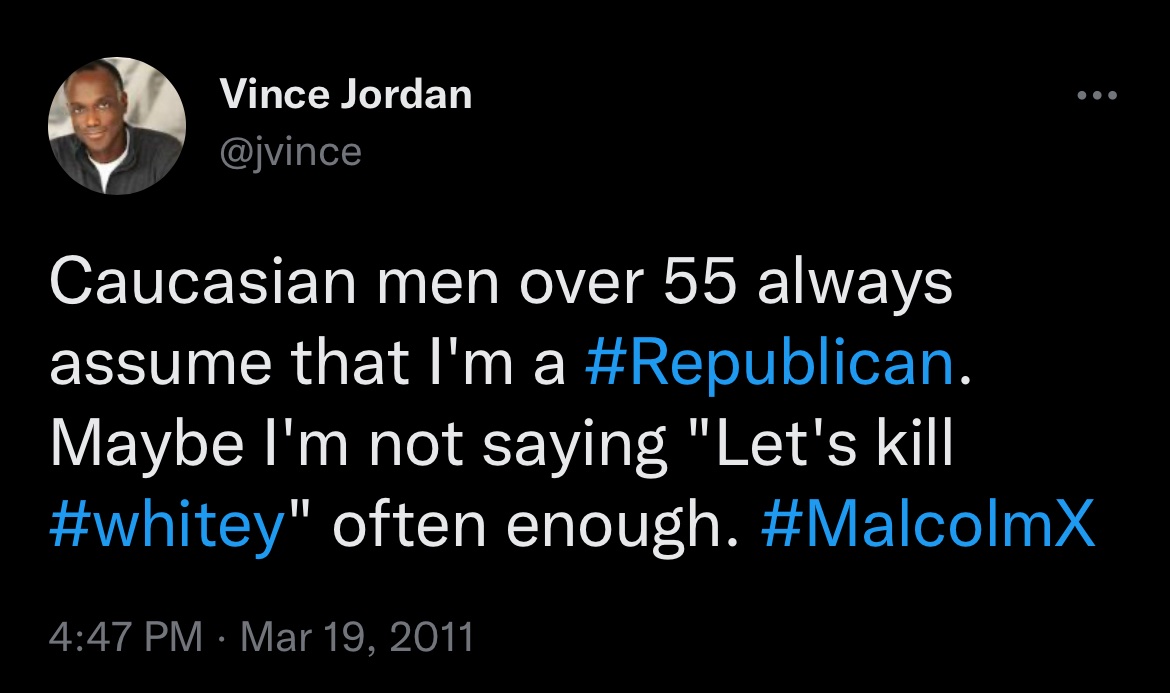 Vince Jordan
@jvince
Caucasian men over 55 always
assume that I'm a #Republican.
Maybe I'm not saying "Let's kill
#whitey" often enough. #MalcolmX
4:47 PM · Mar 19, 2011